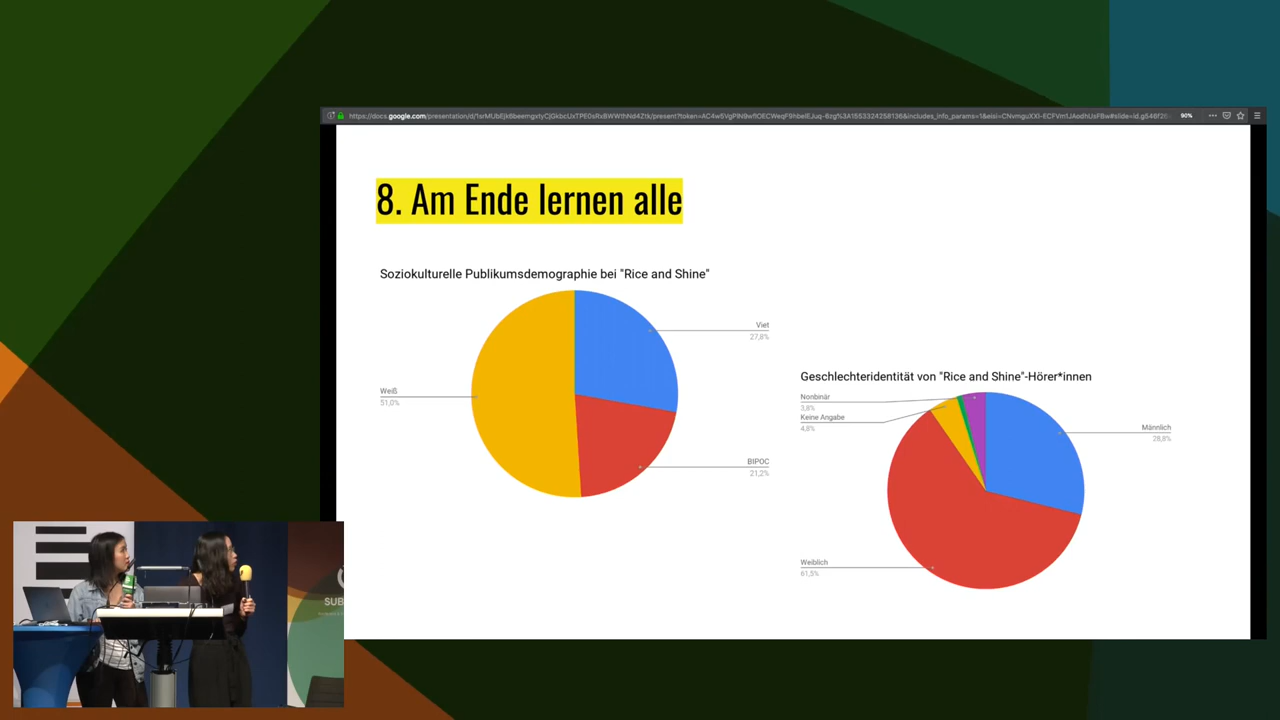 8. Am Ende lernen alle
Soziokulturelle Publikumsdemographie bei "Rice and Shine"
Viet
27,8%
Weiß
51,0%
BIPOC
21,2%
Geschlechteridentität von "Rice and Shine"-Hörer*innen
Nonbinär
3,8%
Keine Angabe
4,8%
Männlich
28,8%
Weiblich
61,5%
90%
SUB